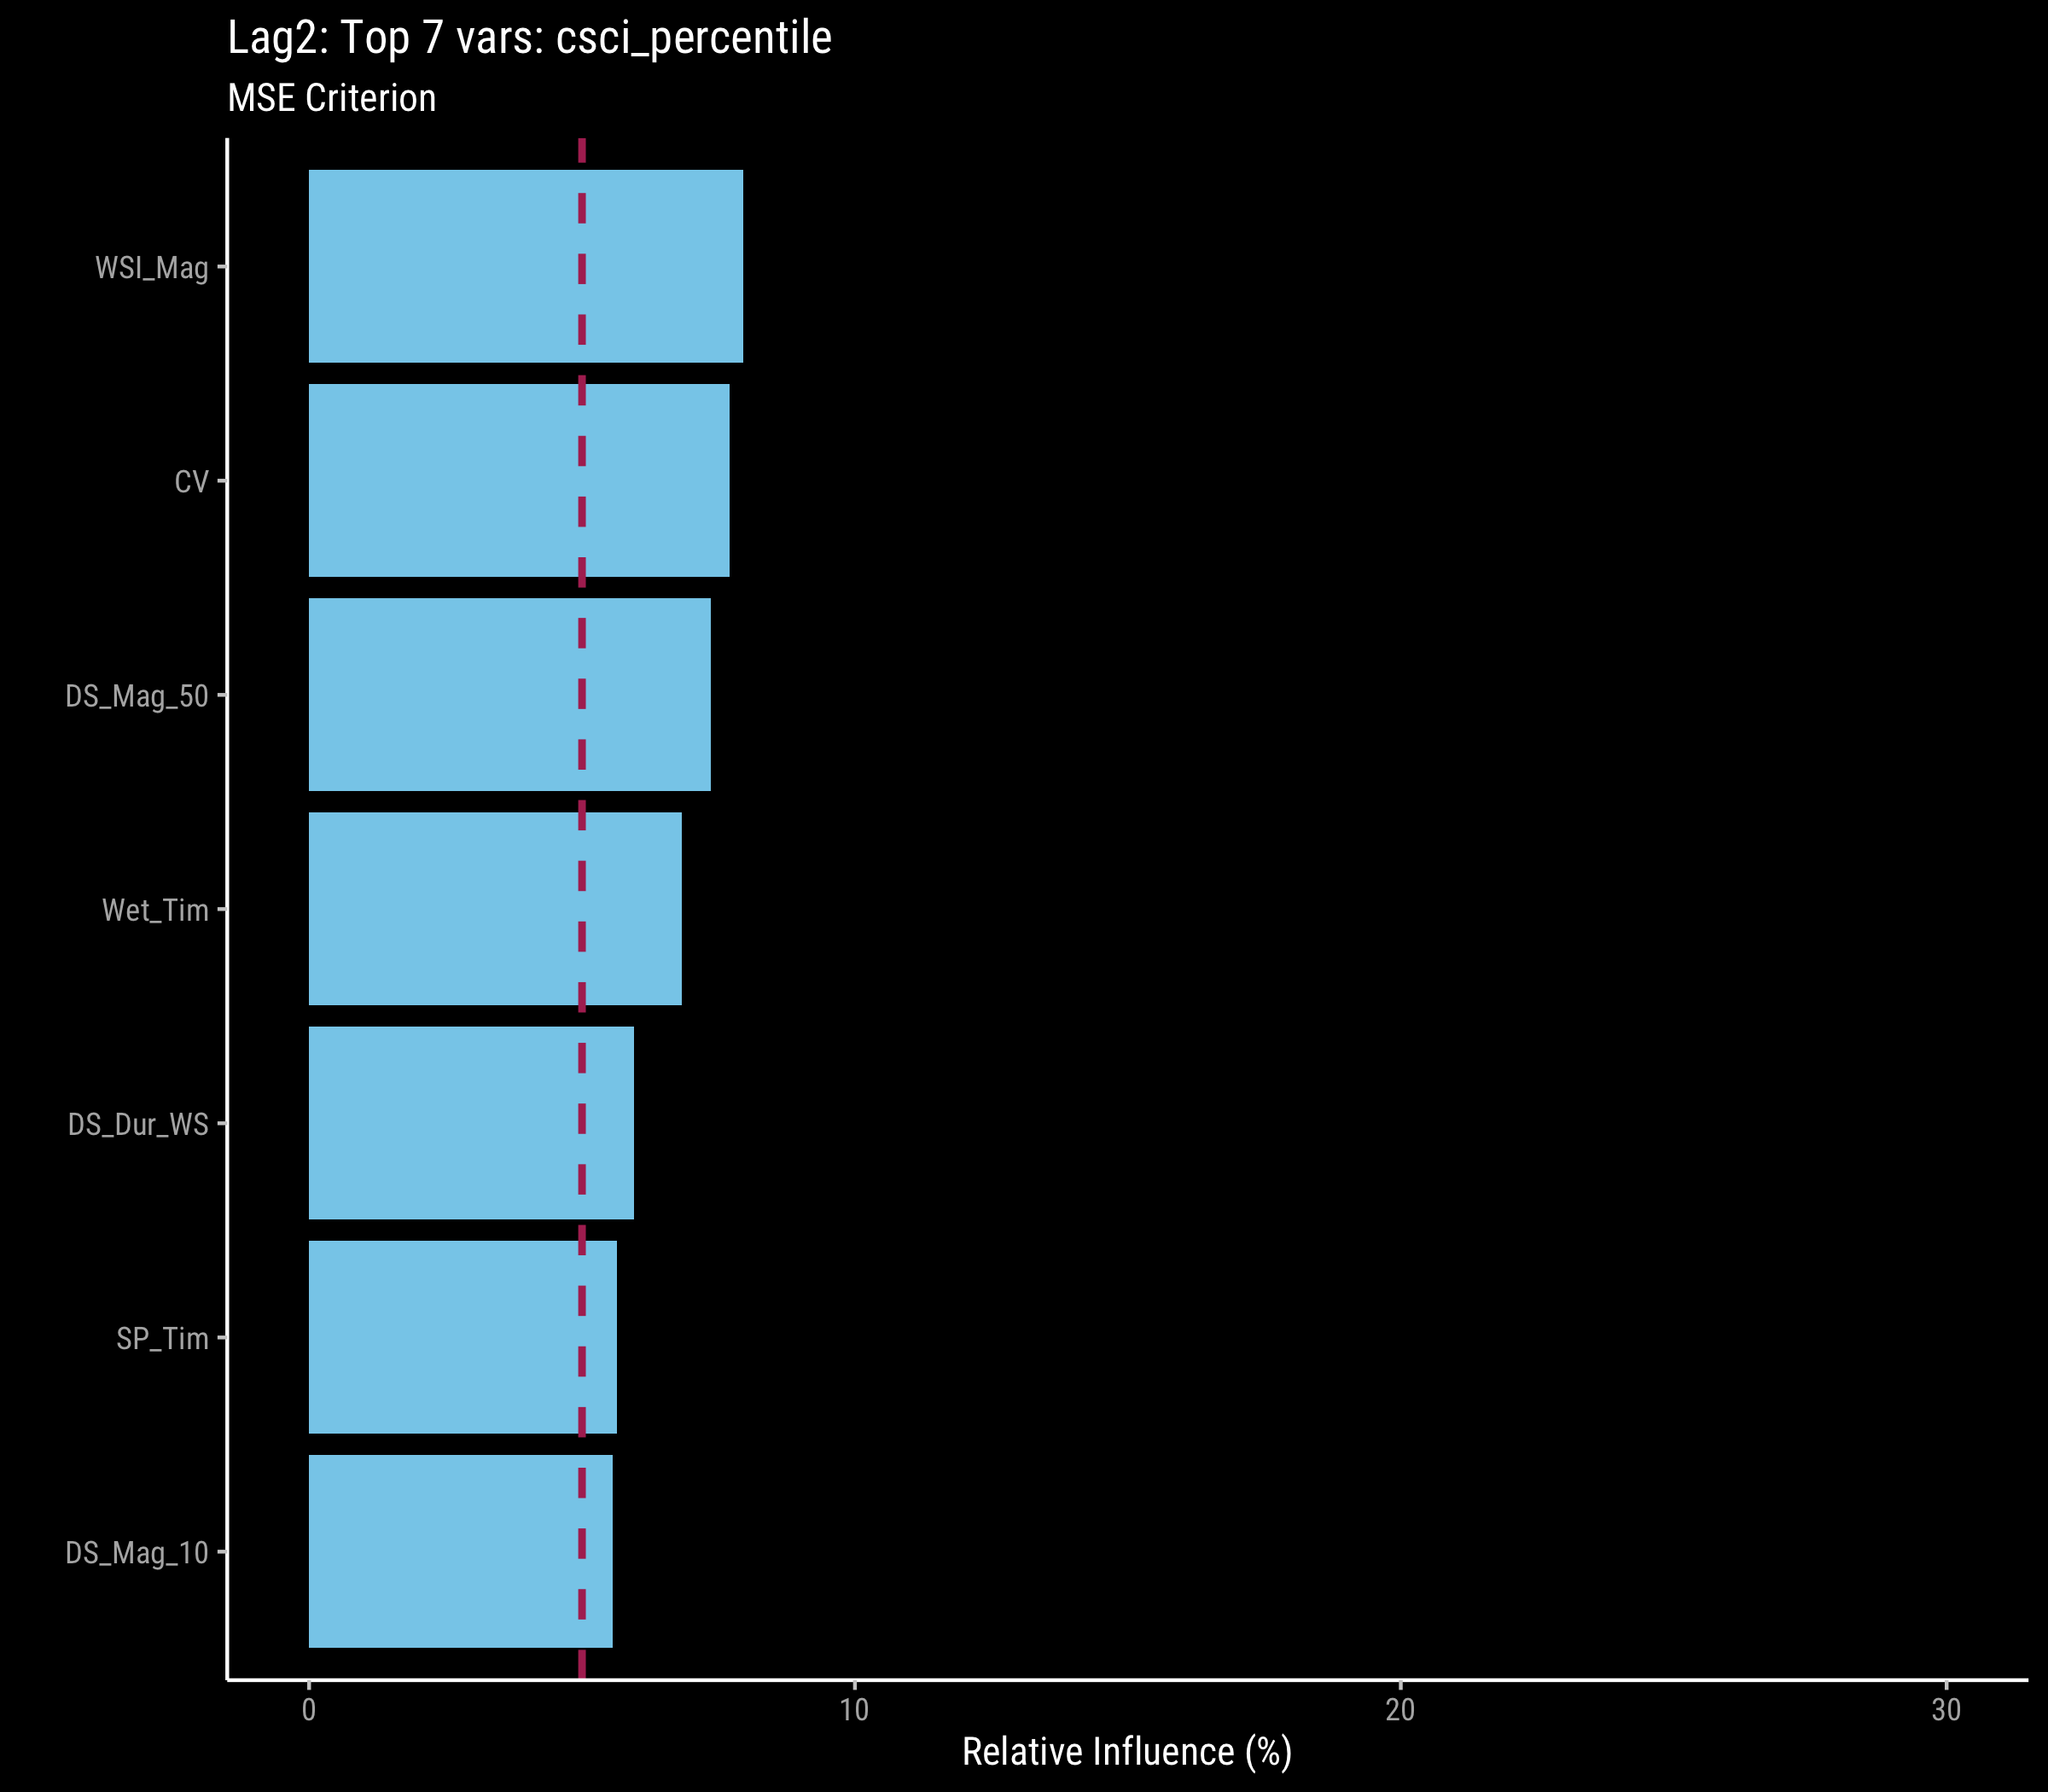 Lag2: Top 7 vars: csci_percentile
MSE Criterion
WSI_Mag
CV
DS_Mag_50
Wet_Tim
DS_Dur_WS
SP_Tim
DS_Mag_10
0 10 20 30
Relative Influence (%)